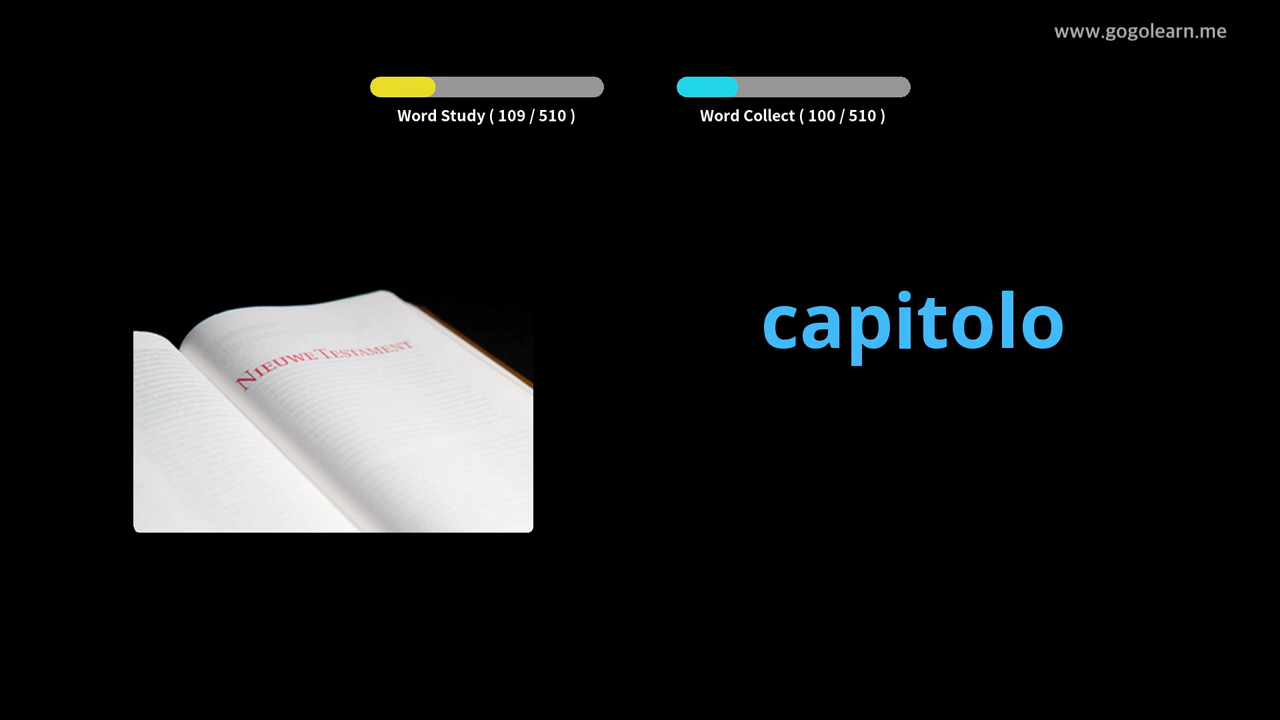 www.gogolearn.me
Word Study ( 109 / 510 )
Word Collect ( 100 / 510 )
capitolo
NIEUWE TESTAMENT